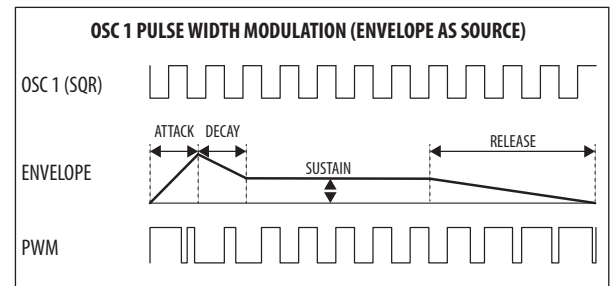 OSC 1 PULSE WIDTH MODULATION (ENVELOPE AS SOURCE)
OSC 1 (SQR)
ATTACK DECAY
RELEASE
ENVELOPE
SUSTAIN
PWM